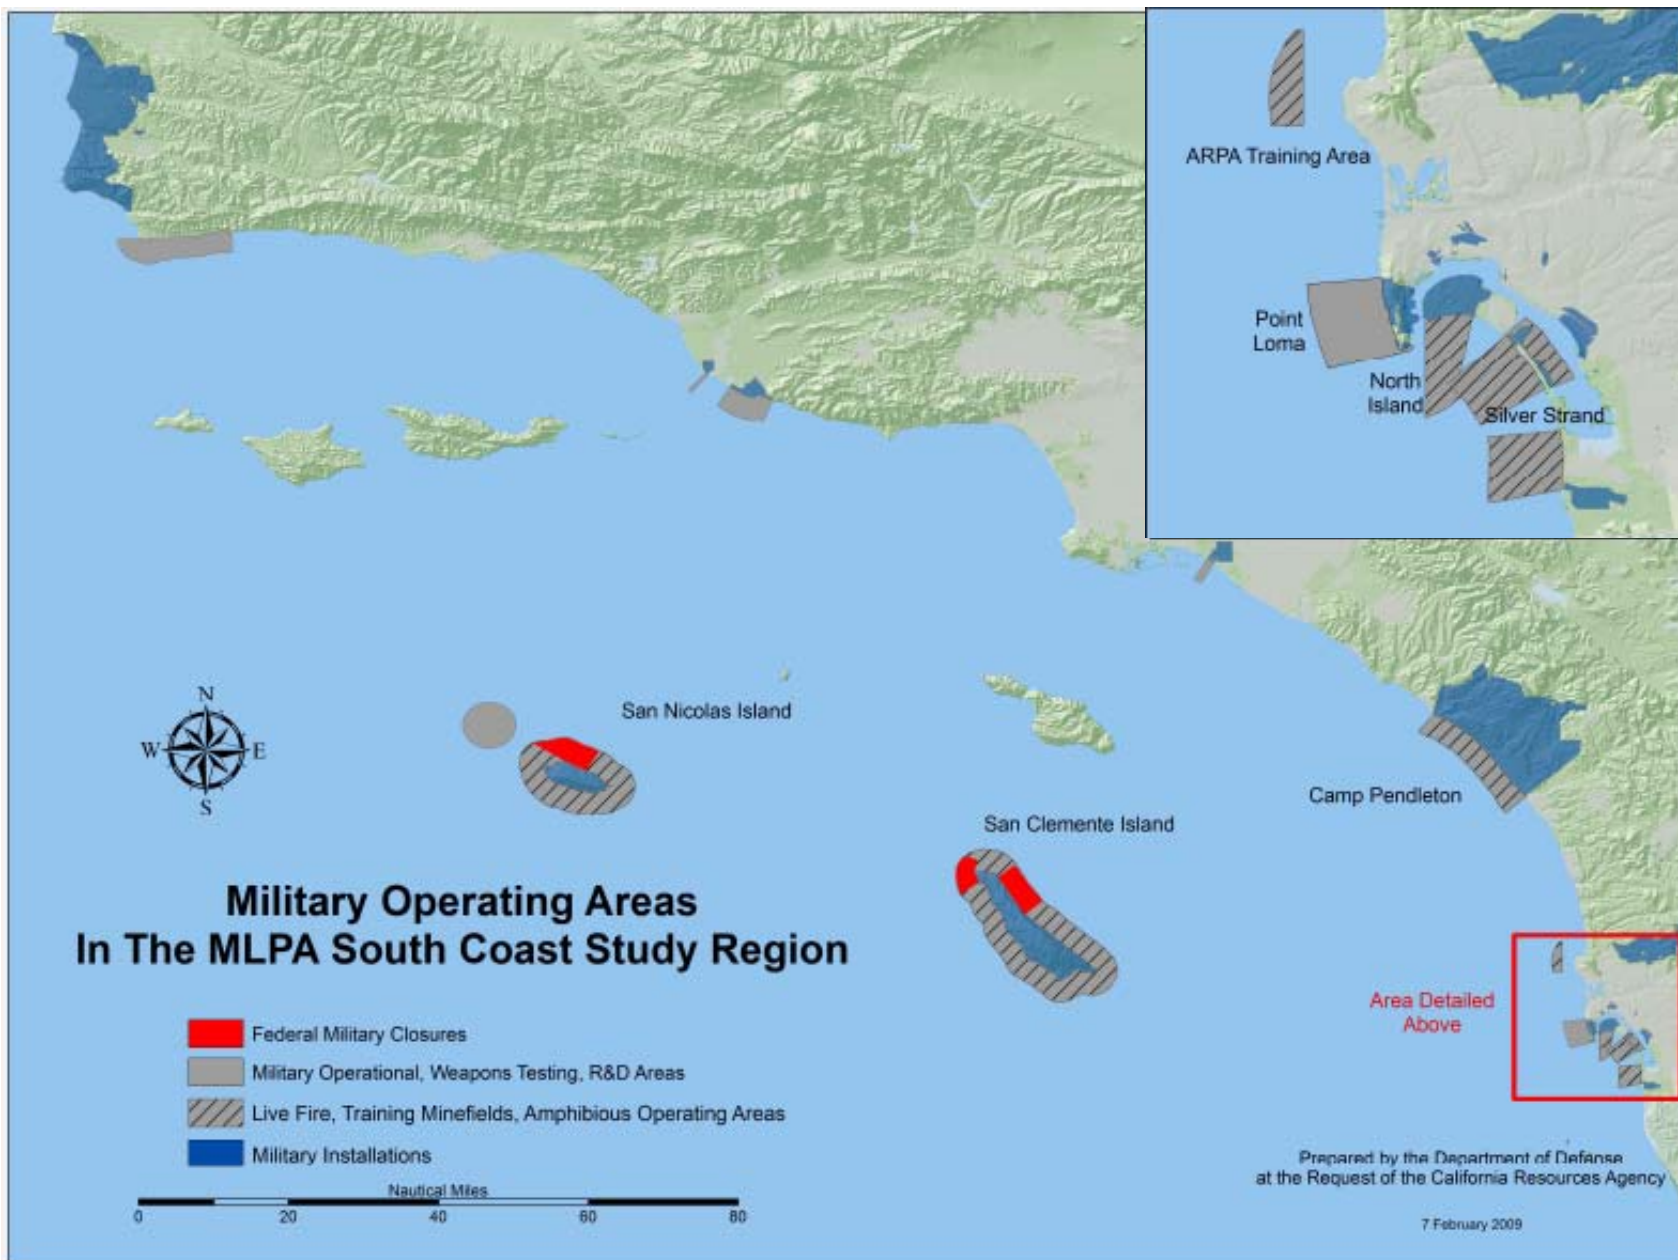 ARPA Training Area
Point
Loma
North
Island
Silver Strand
N
W
E
S
San Nicolas Island
San Clemente Island
Camp Pendleton
Military Operating Areas
In The MLPA South Coast Study Region
Area Detailed
Above
Federal Military Closures
Military Operational, Weapons Testing, R&D Areas
Live Fire, Training Minefields, Amphibious Operating Areas
Military Installations
Nautical Miles
0 20 40 60 80
Prepared by the Department of Defense
at the Request of the California Resources Agency
7 February 2009